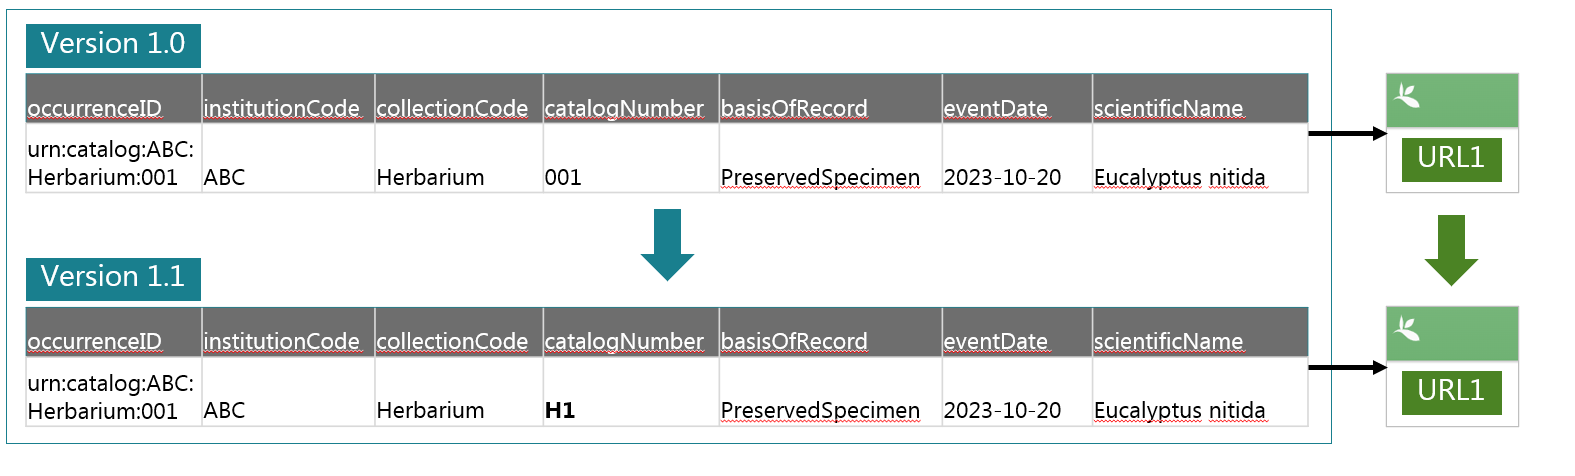 Version 1.0
occurrenceID institutionCode collectionCode catalogNumber basisOfRecord eventDate scientificName
urn:catalog:ABC:
Herbarium:001 ABC Herbarium 001 PreservedSpecimen 2023-10-20 Eucalyptus nitida
URL1
Version 1.1
occurrenceID institutionCode collectionCode catalogNumber basisOfRecord eventDate scientificName
urn:catalog:ABC:
Herbarium:001 ABC Herbarium H1 PreservedSpecimen 2023-10-20 Eucalyptus nitida
URL1